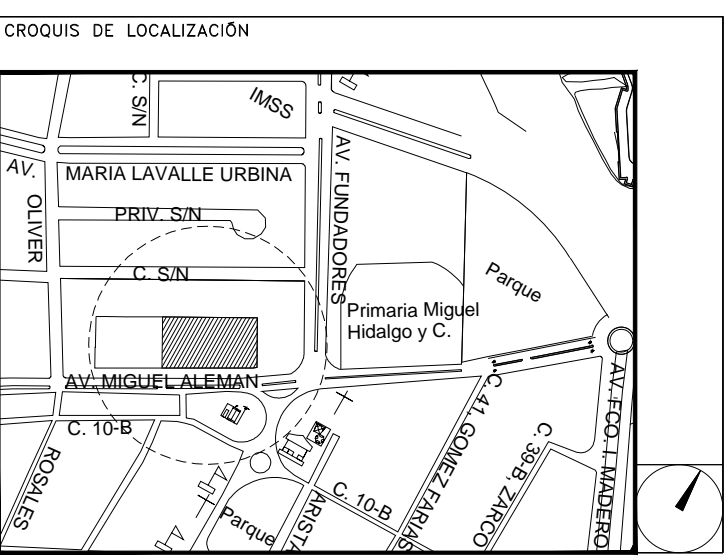 CROQUIS DE LOCALIZACIÓN
C. S/N
IMSS
AV.
OLIVER
MARIA LAVALLE URBINA
AV. FUNDADORES
PRIV. S/N
C. S/N
Parque
Primaria Miguel
Hidalgo y C.
AV. MIGUEL ALEMAN
C. 10-B
ROSALES
Parque
ARISTA
C. 10-B
C. 41, GOMEZ FARIAS
C. 39-B, ZARCO
AV. FCO. I. MADERO